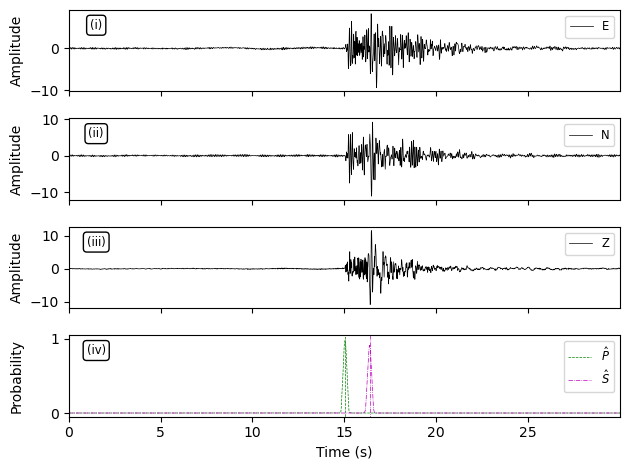 (i)
E
Amplitude
0
−10
(ii)
N
Amplitude
10
0
−10
(iii)
Z
Amplitude
10
0
−10
(iv)
P̂
Ŝ
Probability
1
0
0 5 10 15 20 25
Time (s)